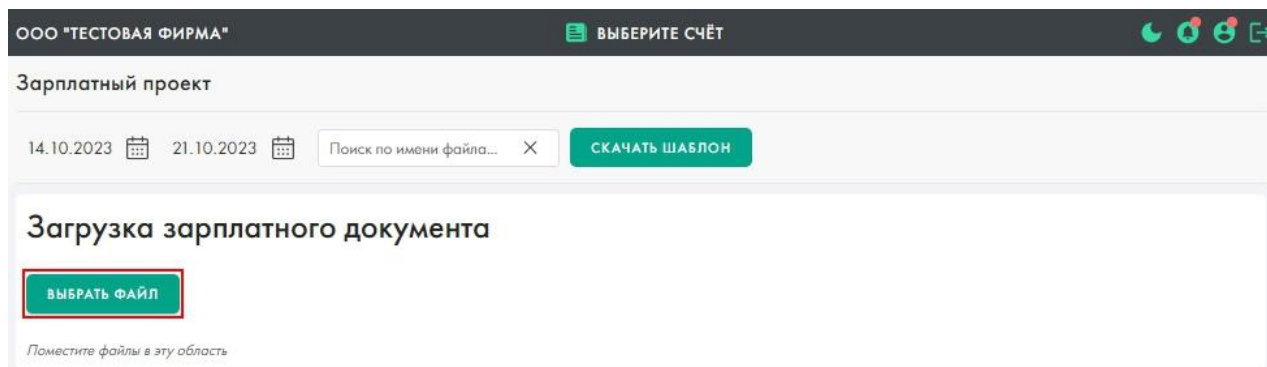 ООО "ТЕСТОВАЯ ФИРМА" ВЫБЕРИТЕ СЧЁТ
Зарплатный проект
14.10.2023 21.10.2023 Поиск по имени файла... СКАЧАТЬ ШАБЛОН
Загрузка зарплатного документа
ВЫБРАТЬ ФАЙЛ
Поместите файлы в эту область